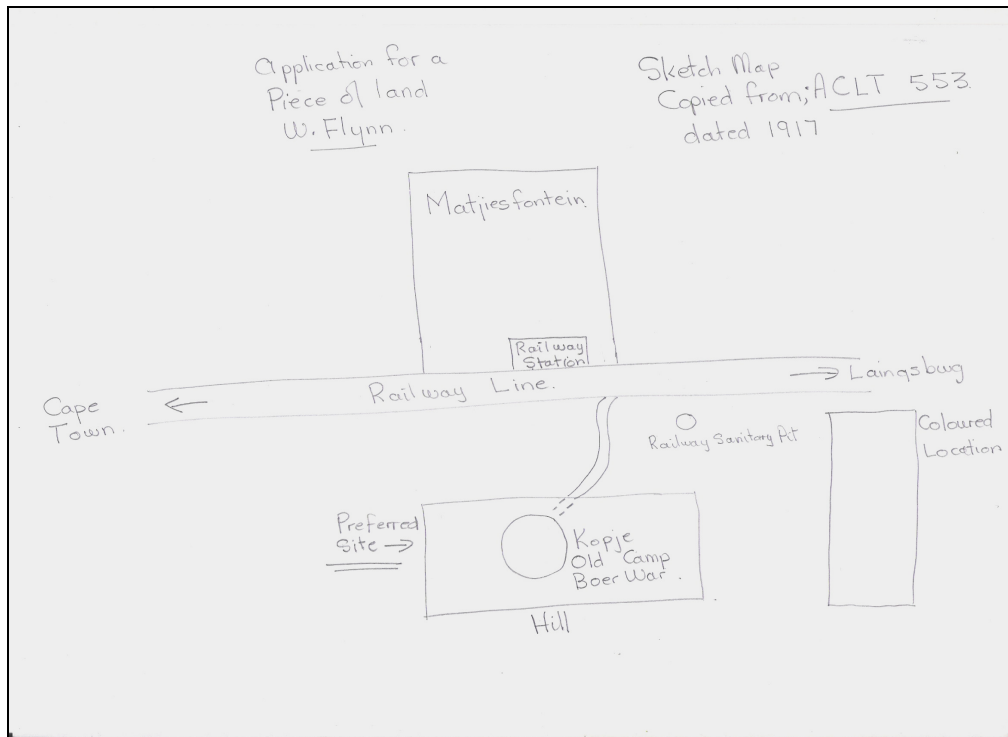 Application for a
Piece of land
W. Flynn.
Sketch Map
Copied from; ACLT 553.
dated 1917
Matjiesfontein.
Railway
Station
Railway Line.
Laingsburg
Cape
Town.
Railway Sanitary Pit
Coloured
Location
Preferred
Site
Kopje
Old Camp
Boer War.
Hill